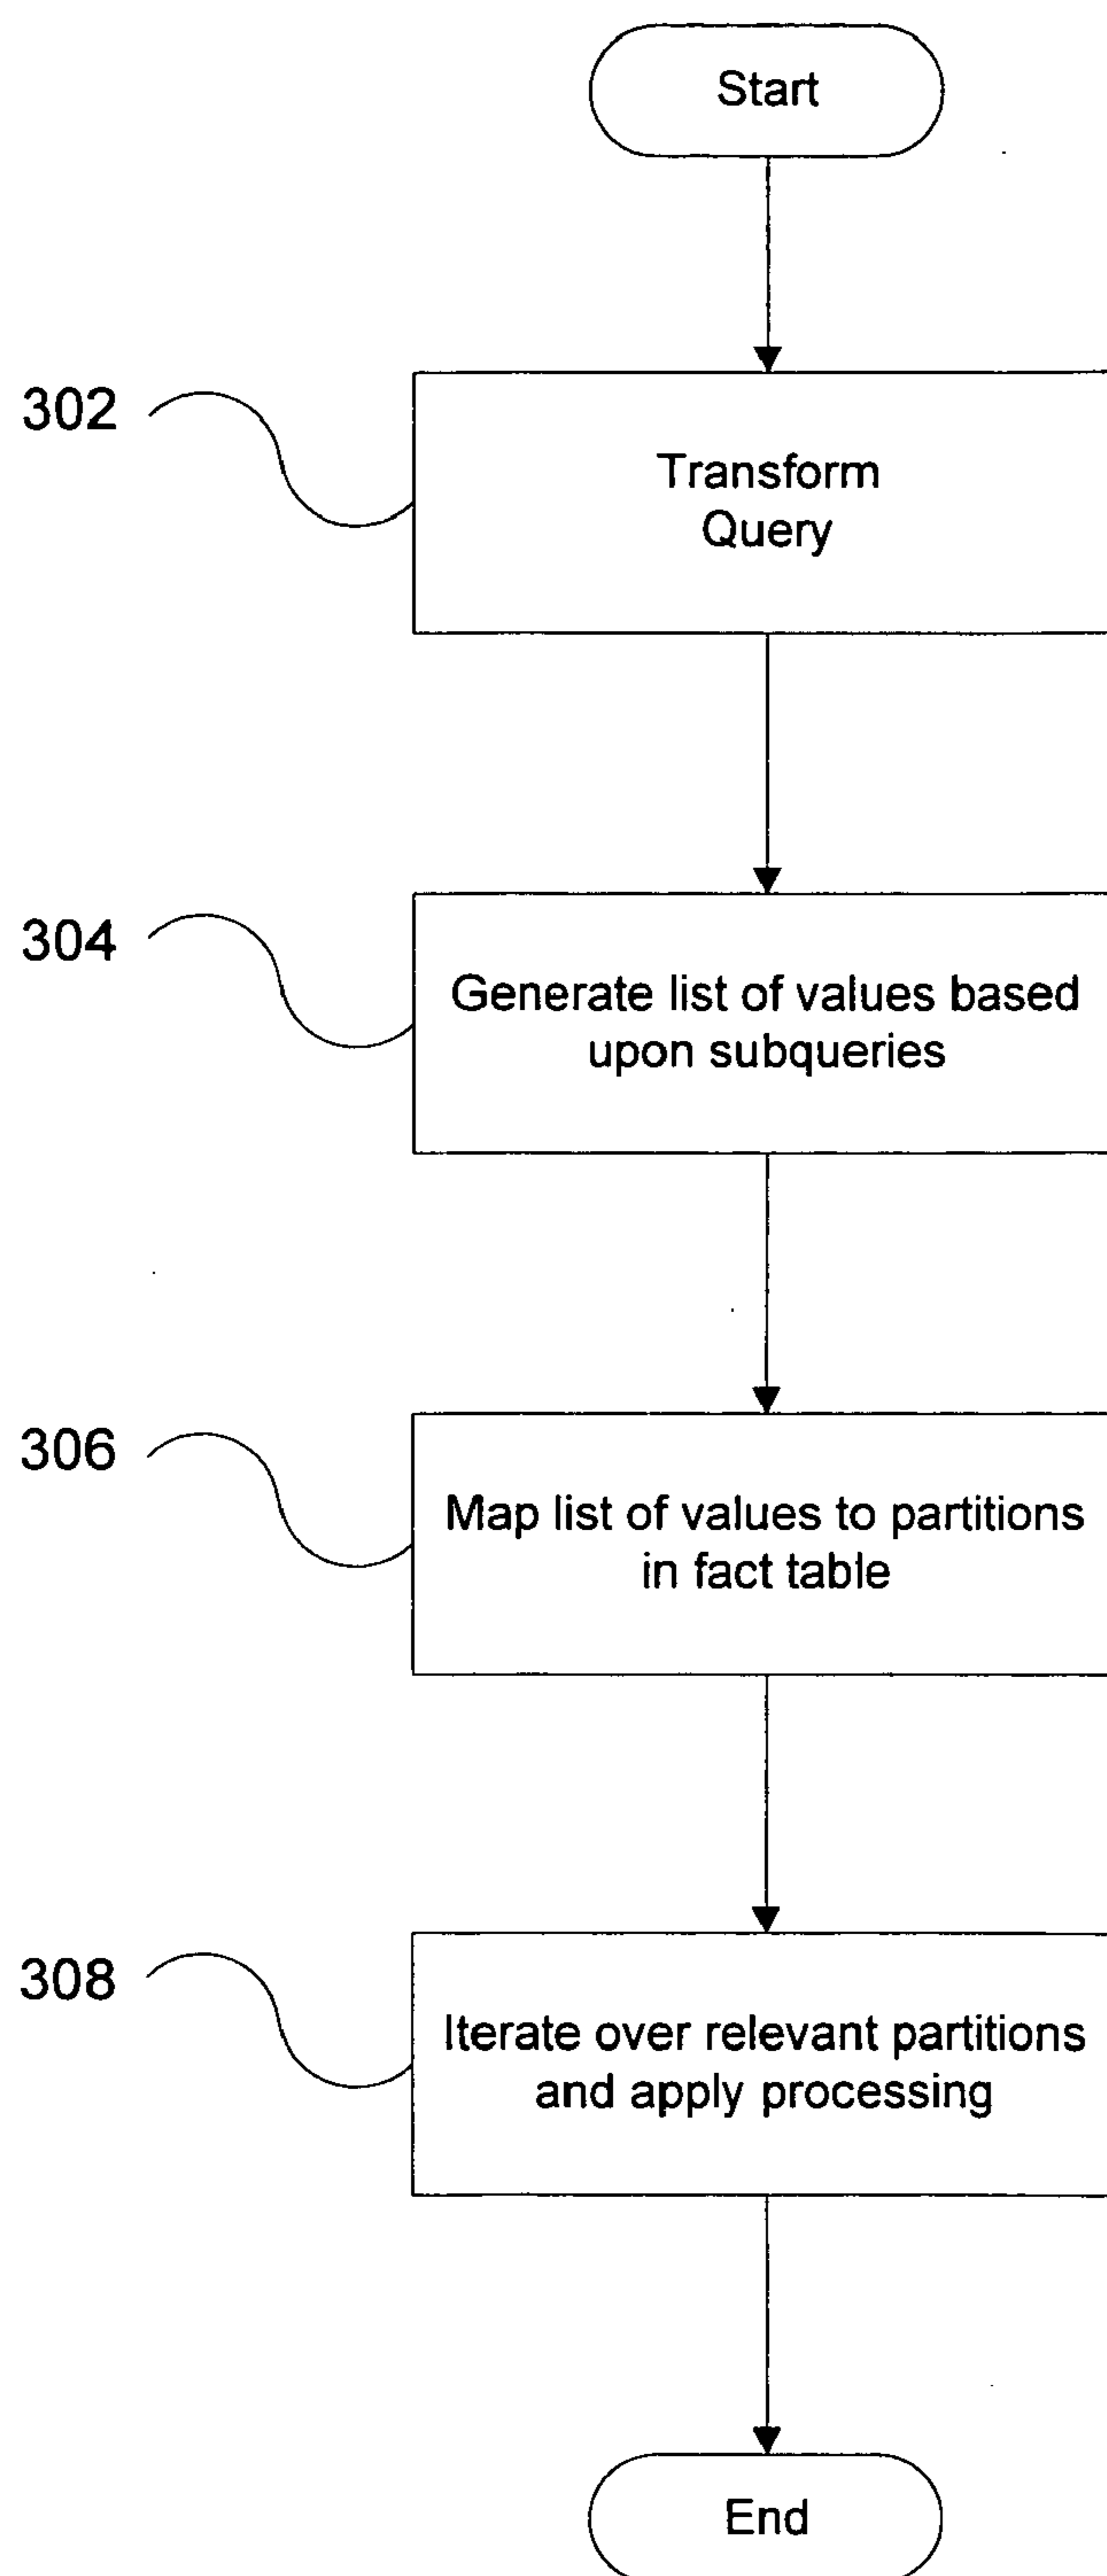 Start
302
Transform
Query
304
Generate list of values based
upon subqueries
306
Map list of values to partitions
in fact table
308
Iterate over relevant partitions
and apply processing
End